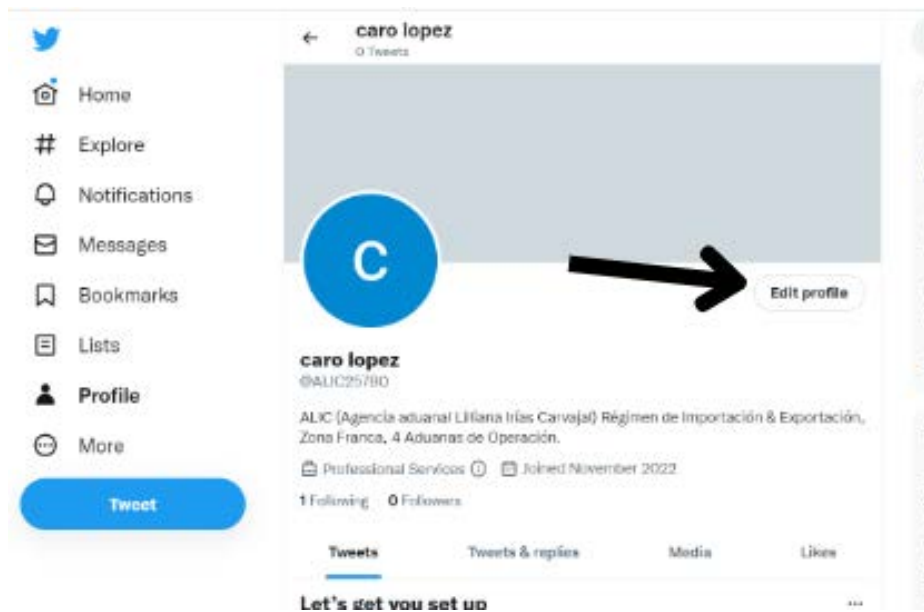 caro lopez
0 Tweets
Home
Explore
Notifications
Messages
Bookmarks
Lists
Profile
More
Tweet
C
Edit profile
caro lopez
@ALIC25780
ALIC (Agencia aduanal Lilliana Irías Carvajal) Régimen de Importación & Exportación,
Zona Franca, 4 Aduanas de Operación.
Professional Services Joined November 2022
1 Following 0 Followers
Tweets Tweets & replies Media Likes
Let's get you set up